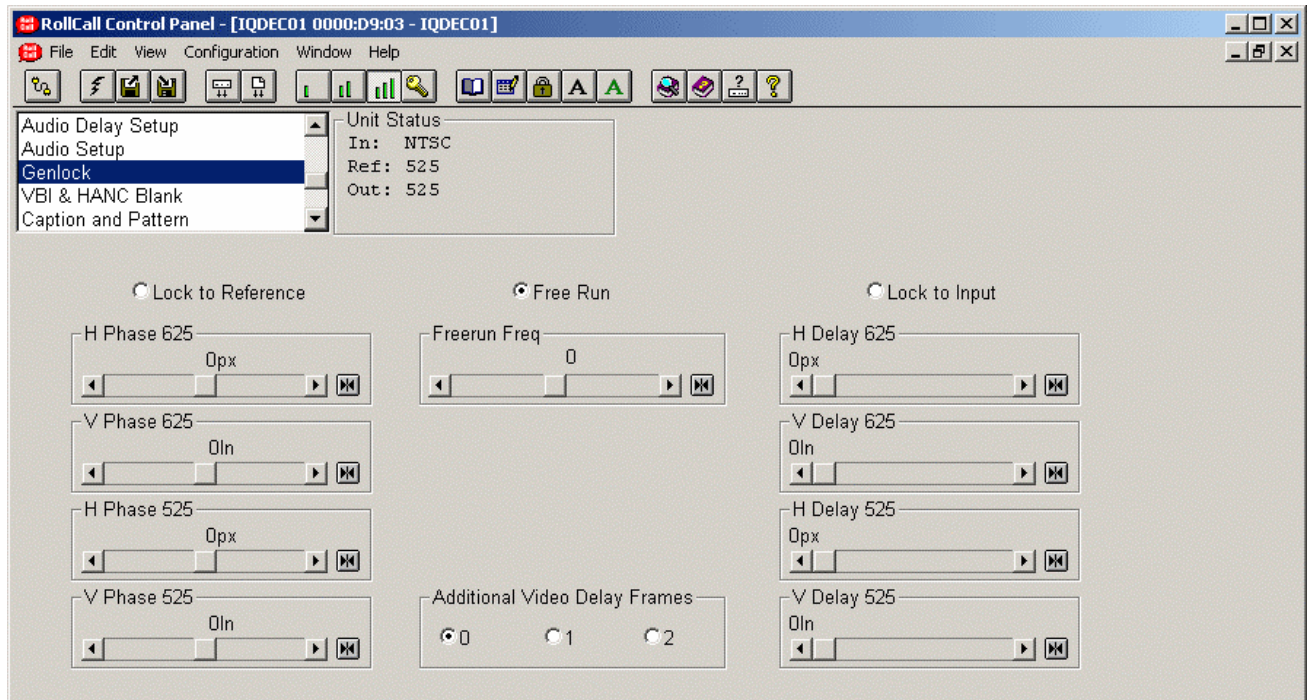 RollCall Control Panel - [IQDEC01 0000:D9:03 - IQDEC01]
File Edit View Configuration Window Help
A A
Audio Delay Setup
Audio Setup
Genlock
VBI & HANC Blank
Caption and Pattern
Unit Status
In: NTSC
Ref: 525
Out: 525
Lock to Reference
Free Run
Lock to Input
H Phase 625
0px
Freerun Freq
0
H Delay 625
0px
V Phase 625
0ln
V Delay 625
0ln
H Phase 525
0px
H Delay 525
0px
V Phase 525
0ln
Additional Video Delay Frames
0 1 2
V Delay 525
0ln